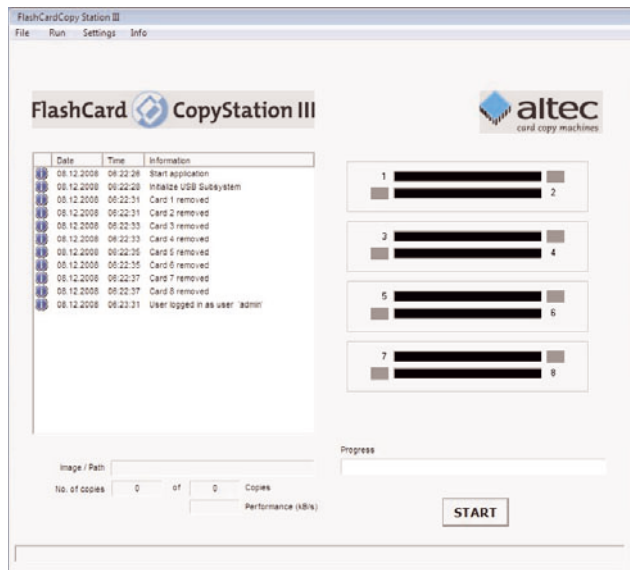 FlashCardCopy Station III
File Run Settings Info
FlashCard CopyStation III
altec
card copy machines
Date Time Information
08.12.2008 08:22:26 Start application
08.12.2008 08:22:28 Initialize USB Subsystem
08.12.2008 08:22:31 Card 1 removed
08.12.2008 08:22:31 Card 2 removed
08.12.2008 08:22:33 Card 3 removed
08.12.2008 08:22:33 Card 4 removed
08.12.2008 08:22:35 Card 5 removed
08.12.2008 08:22:35 Card 6 removed
08.12.2008 08:22:37 Card 7 removed
08.12.2008 08:22:37 Card 8 removed
08.12.2008 08:23:31 User logged in as user 'admin'
1
2
3
4
5
6
7
8
Image / Path
No. of copies 0 of 0 Copies
Performance (kB/s)
Progress
START